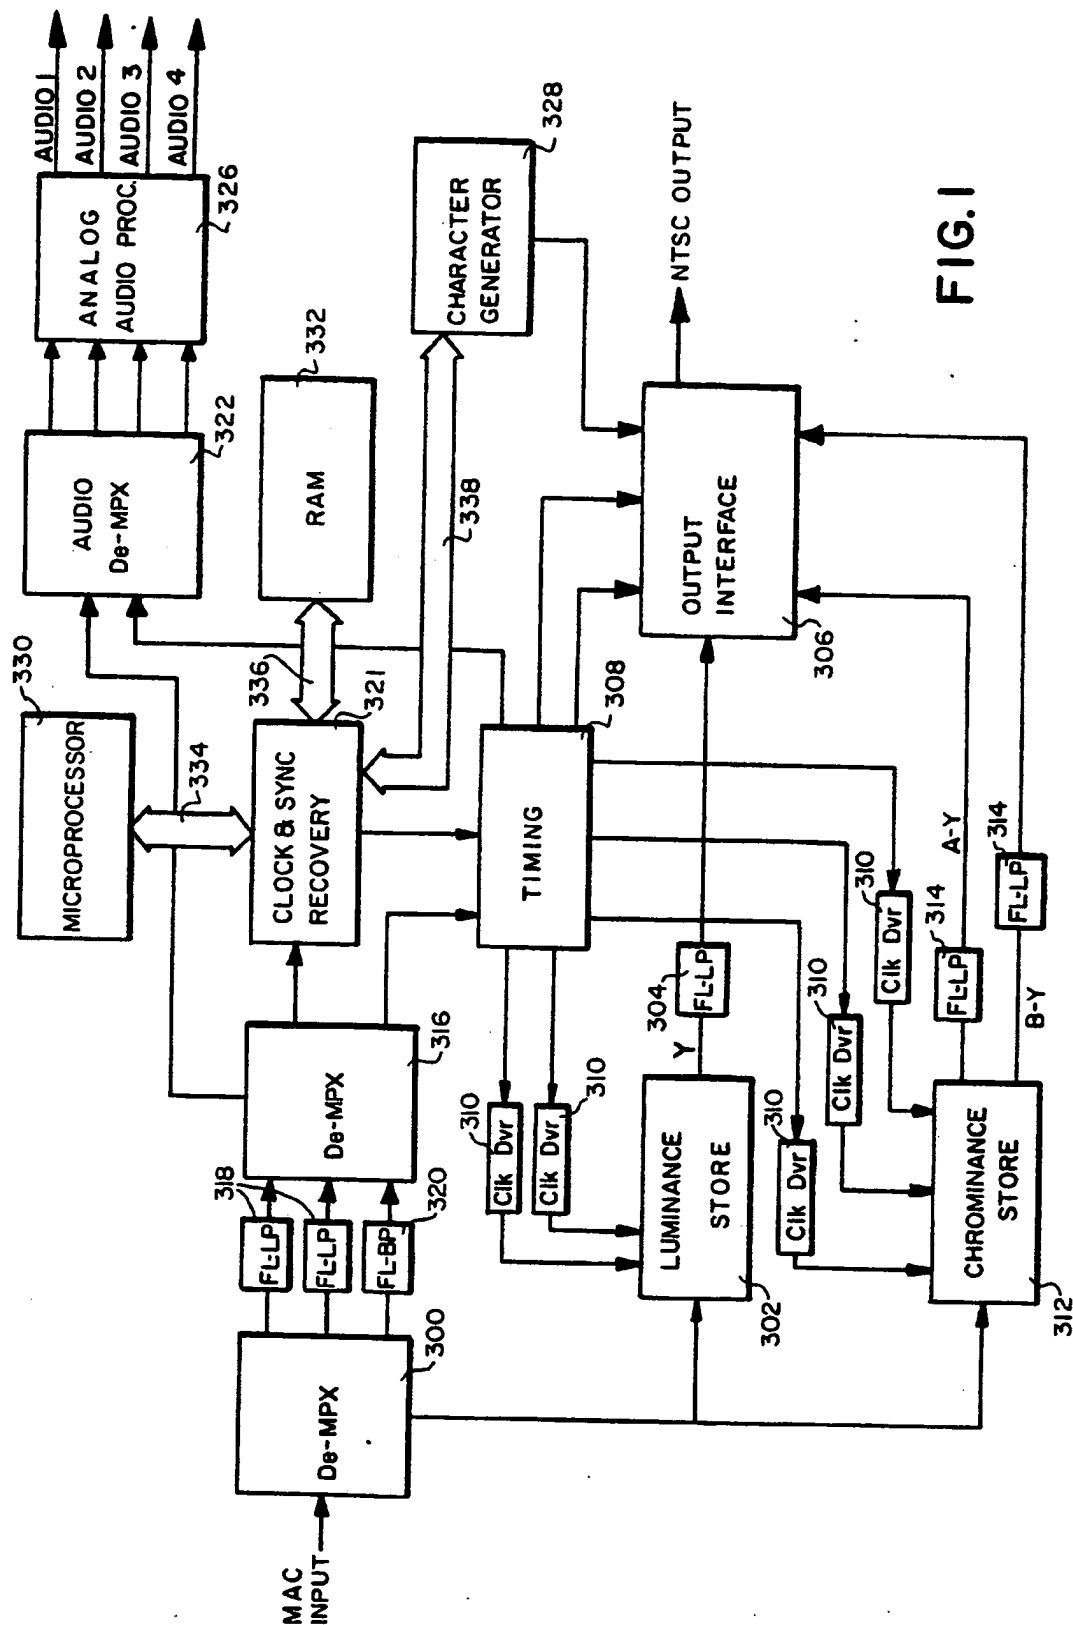 MAC
INPUT
De-MPX
300
FL-LP
FL-LP
318
FL-BP
320
De-MPX
316
MICROPROCESSOR
330
334
CLOCK & SYNC
RECOVERY
321
336
RAM
332
AUDIO
De-MPX
322
ANALOG
AUDIO PROC.
326
AUDIO 1
AUDIO 2
AUDIO 3
AUDIO 4
338
CHARACTER
GENERATOR
328
TIMING
308
Clk Dvr
310
Clk Dvr
310
LUMINANCE
STORE
302
Y
FL-LP
304
OUTPUT
INTERFACE
306
NTSC OUTPUT
Clk Dvr
310
Clk Dvr
310
Clk Dvr
310
CHROMINANCE
STORE
312
FL-LP
314
A-Y
B-Y
FL-LP
314
FIG. 1